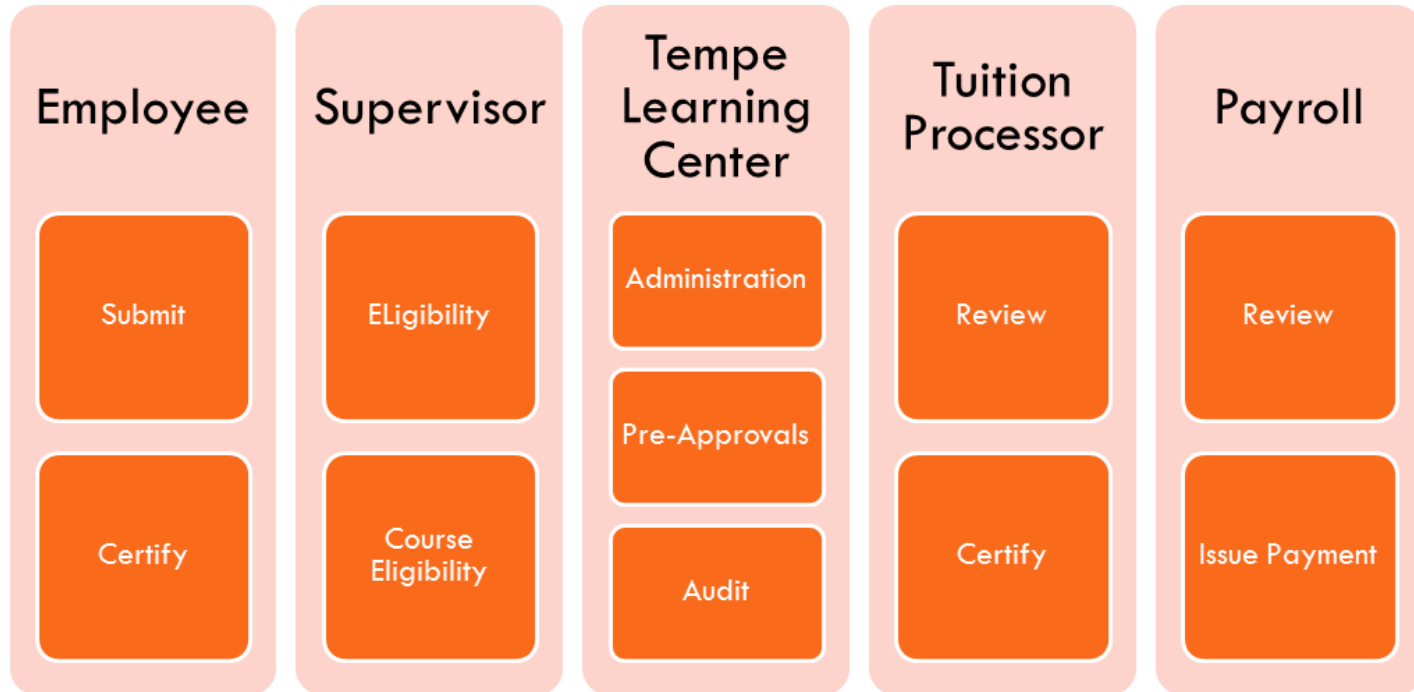 Employee
Submit
Certify
Supervisor
ELigibility
Course
Eligibility
Tempe
Learning
Center
Administration
Pre-Approvals
Audit
Tuition
Processor
Review
Certify
Payroll
Review
Issue Payment